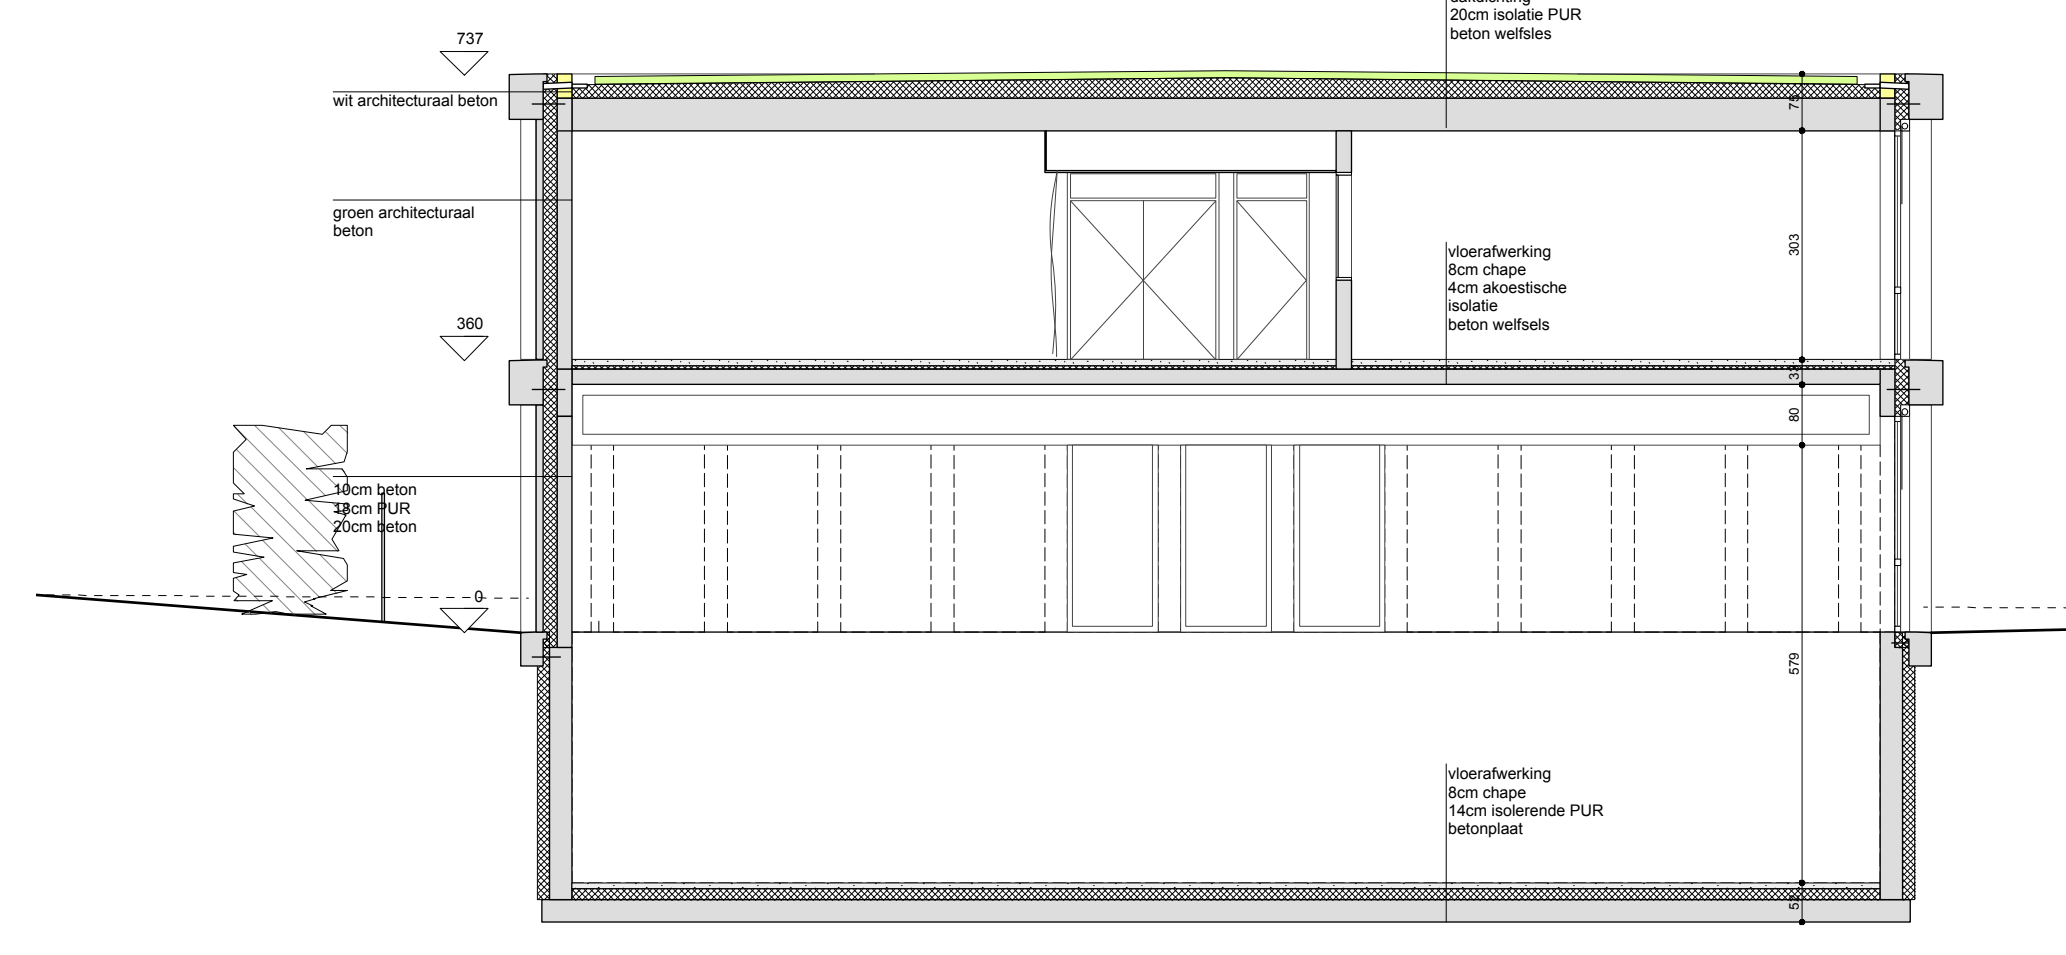 20cm isolatie PUR
beton welfsles
737
wit architecturaal beton
75
groen architecturaal
beton
303
vloerafwerking
8cm chape
4cm akoestische
isolatie
beton welfsels
360
80
10cm beton
18cm PUR
20cm beton
0
579
vloerafwerking
8cm chape
14cm isolerende PUR
betonplaat